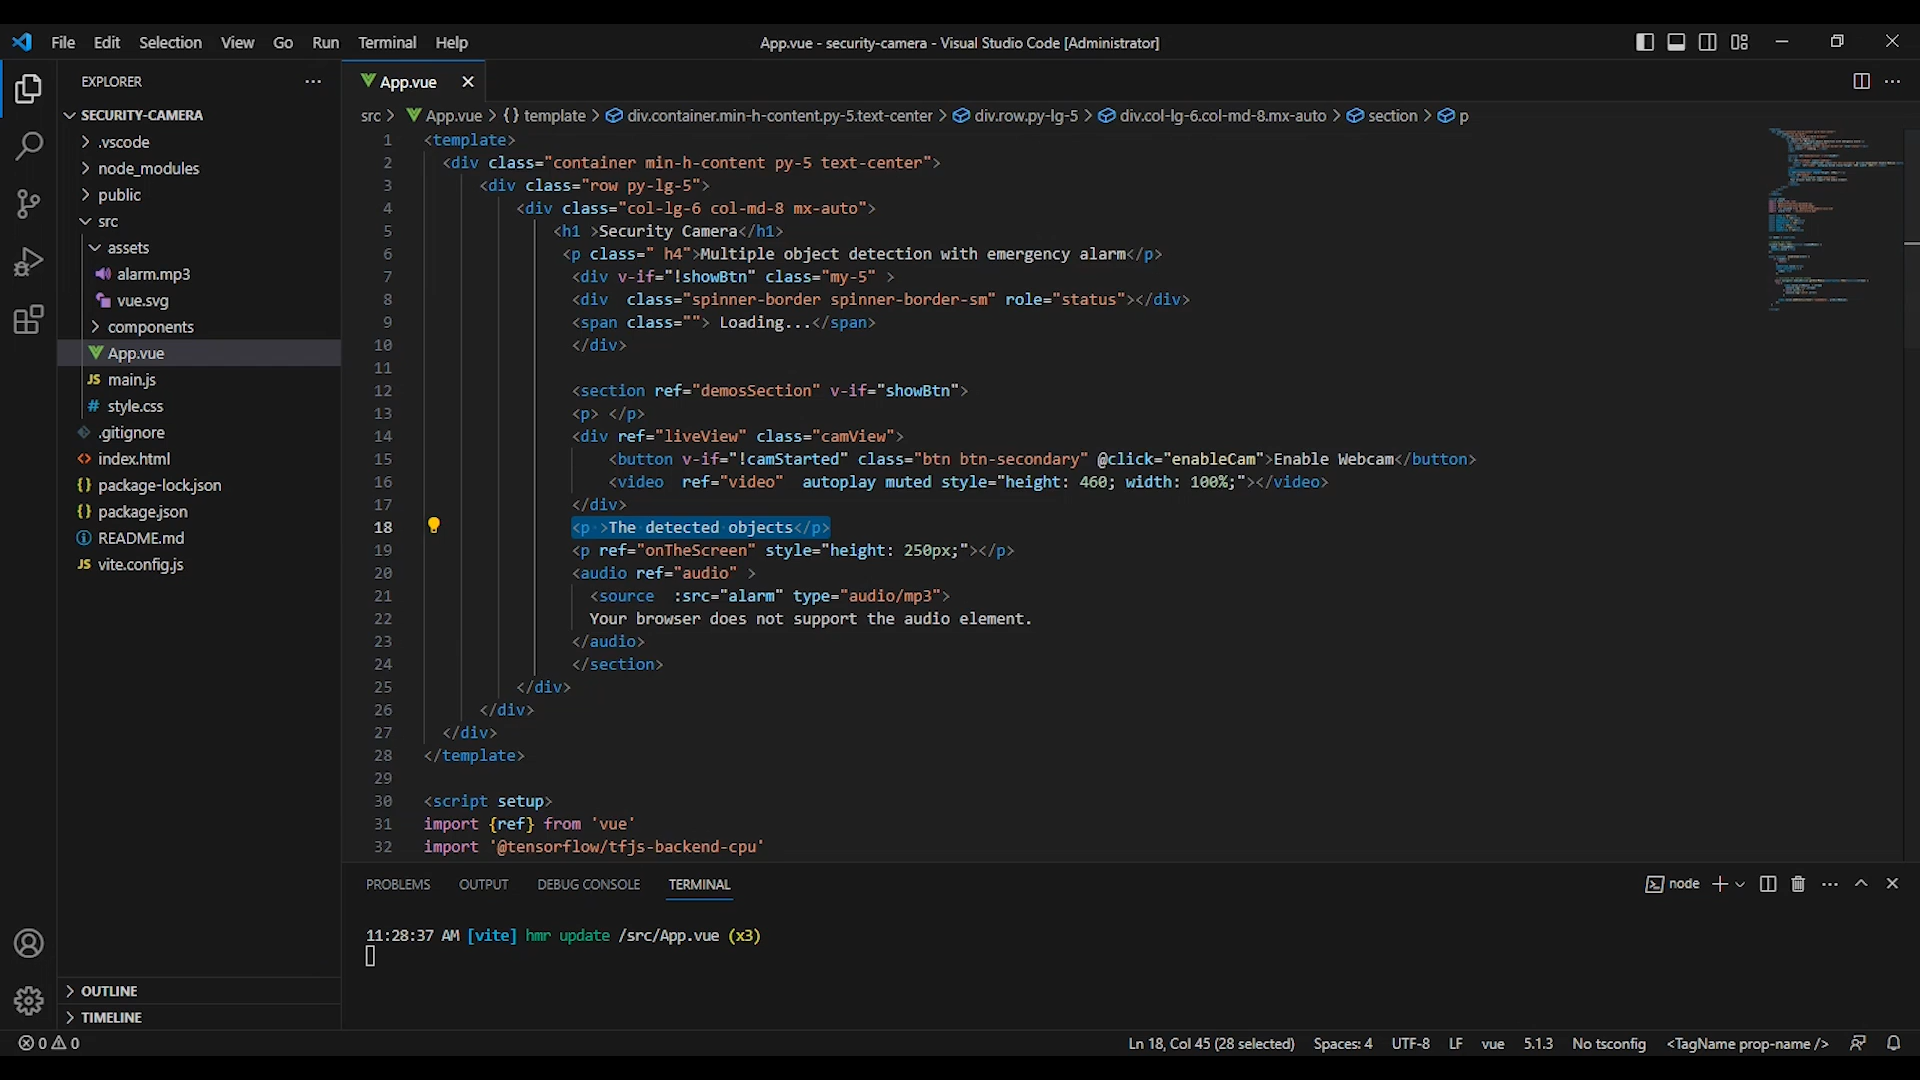 File Edit Selection View Go Run Terminal Help
App.vue - security-camera - Visual Studio Code [Administrator]
EXPLORER
App.vue
SECURITY-CAMERA
.vscode
node_modules
public
src
assets
alarm.mp3
vue.svg
components
App.vue
JS main.js
# style.css
.gitignore
<> index.html
{} package-lock.json
{} package.json
README.md
JS vite.config.js
OUTLINE
TIMELINE
src > App.vue > {} template > div.container.min-h-content.py-5.text-center > div.row.py-lg-5 > div.col-lg-6.col-md-8.mx-auto > section > p
1 <template>
2 <div class="container min-h-content py-5 text-center">
3 <div class="row py-lg-5">
4 <div class="col-lg-6 col-md-8 mx-auto">
5 <h1 >Security Camera</h1>
6 <p class=" h4">Multiple object detection with emergency alarm</p>
7 <div v-if="!showBtn" class="my-5" >
8 <div  class="spinner-border spinner-border-sm" role="status"></div>
9 <span class=""> Loading...</span>
10 </div>
11
12 <section ref="demosSection" v-if="showBtn">
13 <p> </p>
14 <div ref="liveView" class="camView">
15 <button v-if="!camStarted" class="btn btn-secondary" @click="enableCam">Enable Webcam</button>
16 <video  ref="video"  autoplay muted style="height: 460; width: 100%;"></video>
17 </div>
18 <p >The detected objects</p>
19 <p ref="onTheScreen" style="height: 250px;"></p>
20 <audio ref="audio" >
21 <source  :src="alarm" type="audio/mp3">
22 Your browser does not support the audio element.
23 </audio>
24 </section>
25 </div>
26 </div>
27 </div>
28 </template>
29
30 <script setup>
31 import {ref} from 'vue'
32 import '@tensorflow/tfjs-backend-cpu'
PROBLEMS OUTPUT DEBUG CONSOLE TERMINAL
node
11:28:37 AM [vite] hmr update /src/App.vue (x3)
0 0
Ln 18, Col 45 (28 selected) Spaces: 4 UTF-8 LF vue 5.1.3 No tsconfig <TagName prop-name />